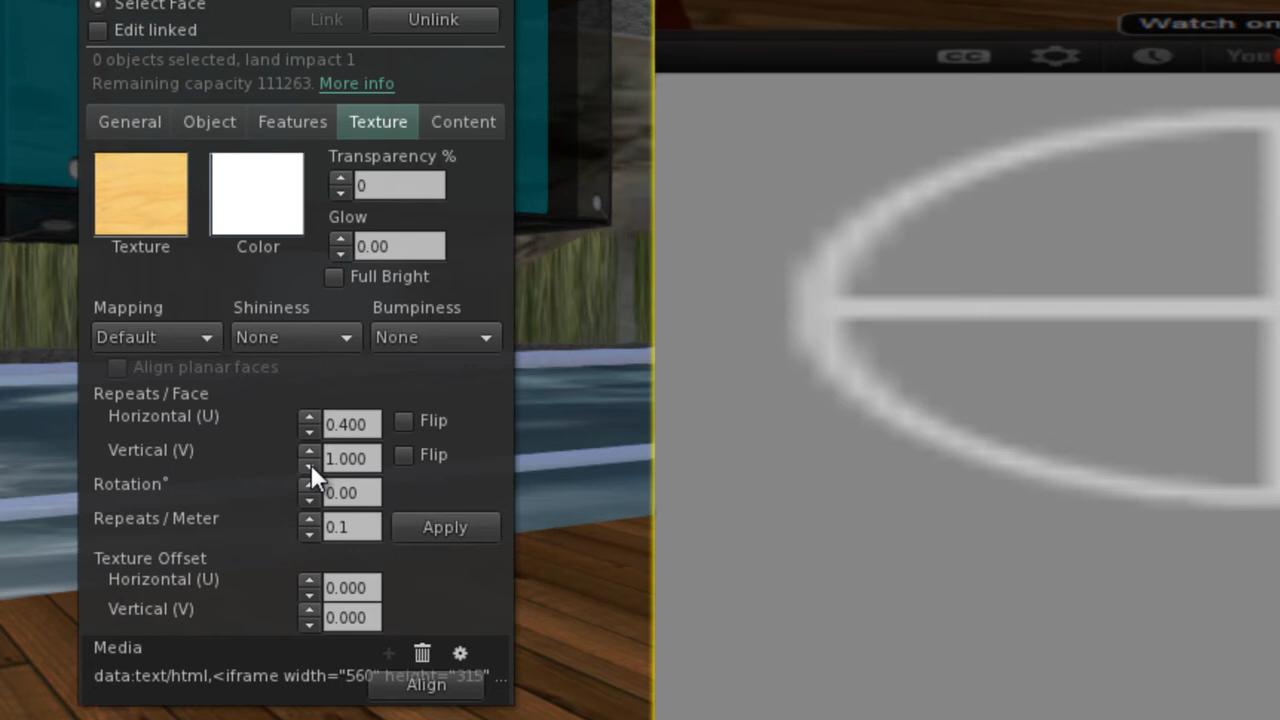 Select Face
Link Unlink
Edit linked
0 objects selected, land impact 1
Remaining capacity 111263. More info
General Object Features Texture Content
Transparency %
0
Glow
0.00
Texture Color
Full Bright
Mapping Shininess Bumpiness
Default None None
Align planar faces
Repeats / Face
Horizontal (U) 0.400 Flip
Vertical (V) 1.000 Flip
Rotation° 0.00
Repeats / Meter 0.1 Apply
Texture Offset
Horizontal (U) 0.000
Vertical (V) 0.000
Media
data:text/html,<iframe width="560" height="315" ...
Align
Watch on
CC You